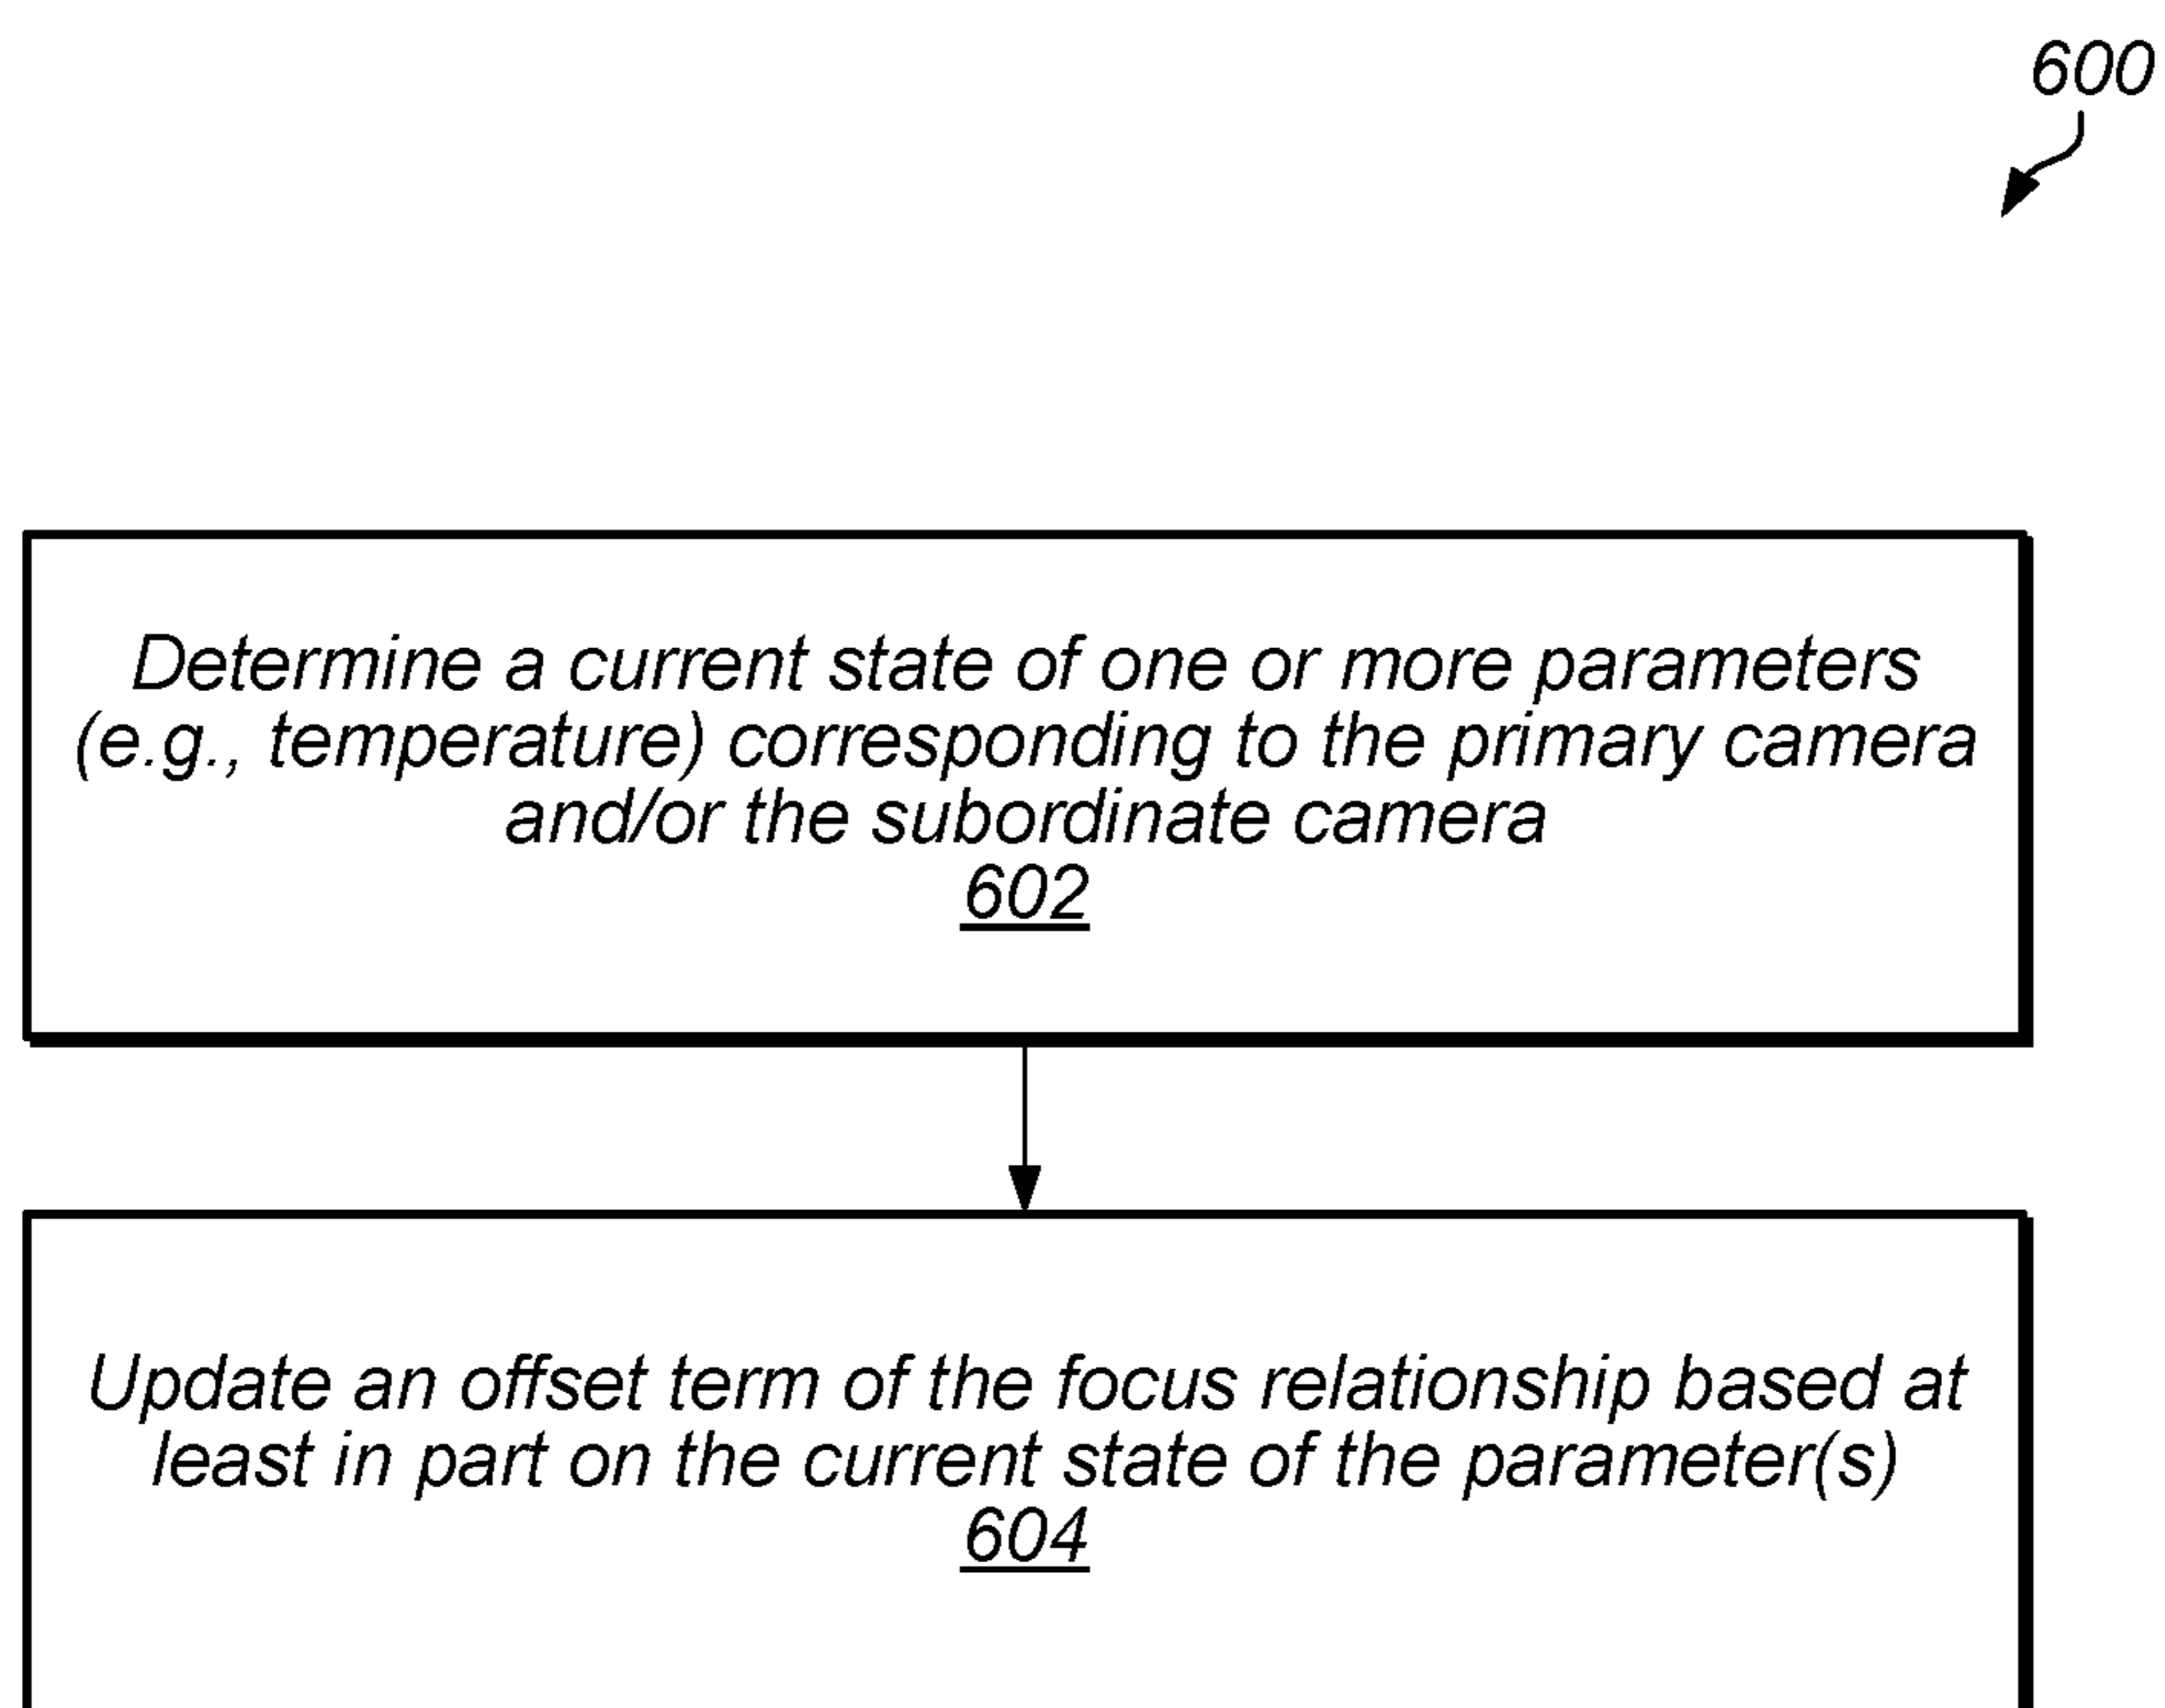 600
Determine a current state of one or more parameters
(e.g., temperature) corresponding to the primary camera
and/or the subordinate camera
602
Update an offset term of the focus relationship based at
least in part on the current state of the parameter(s)
604